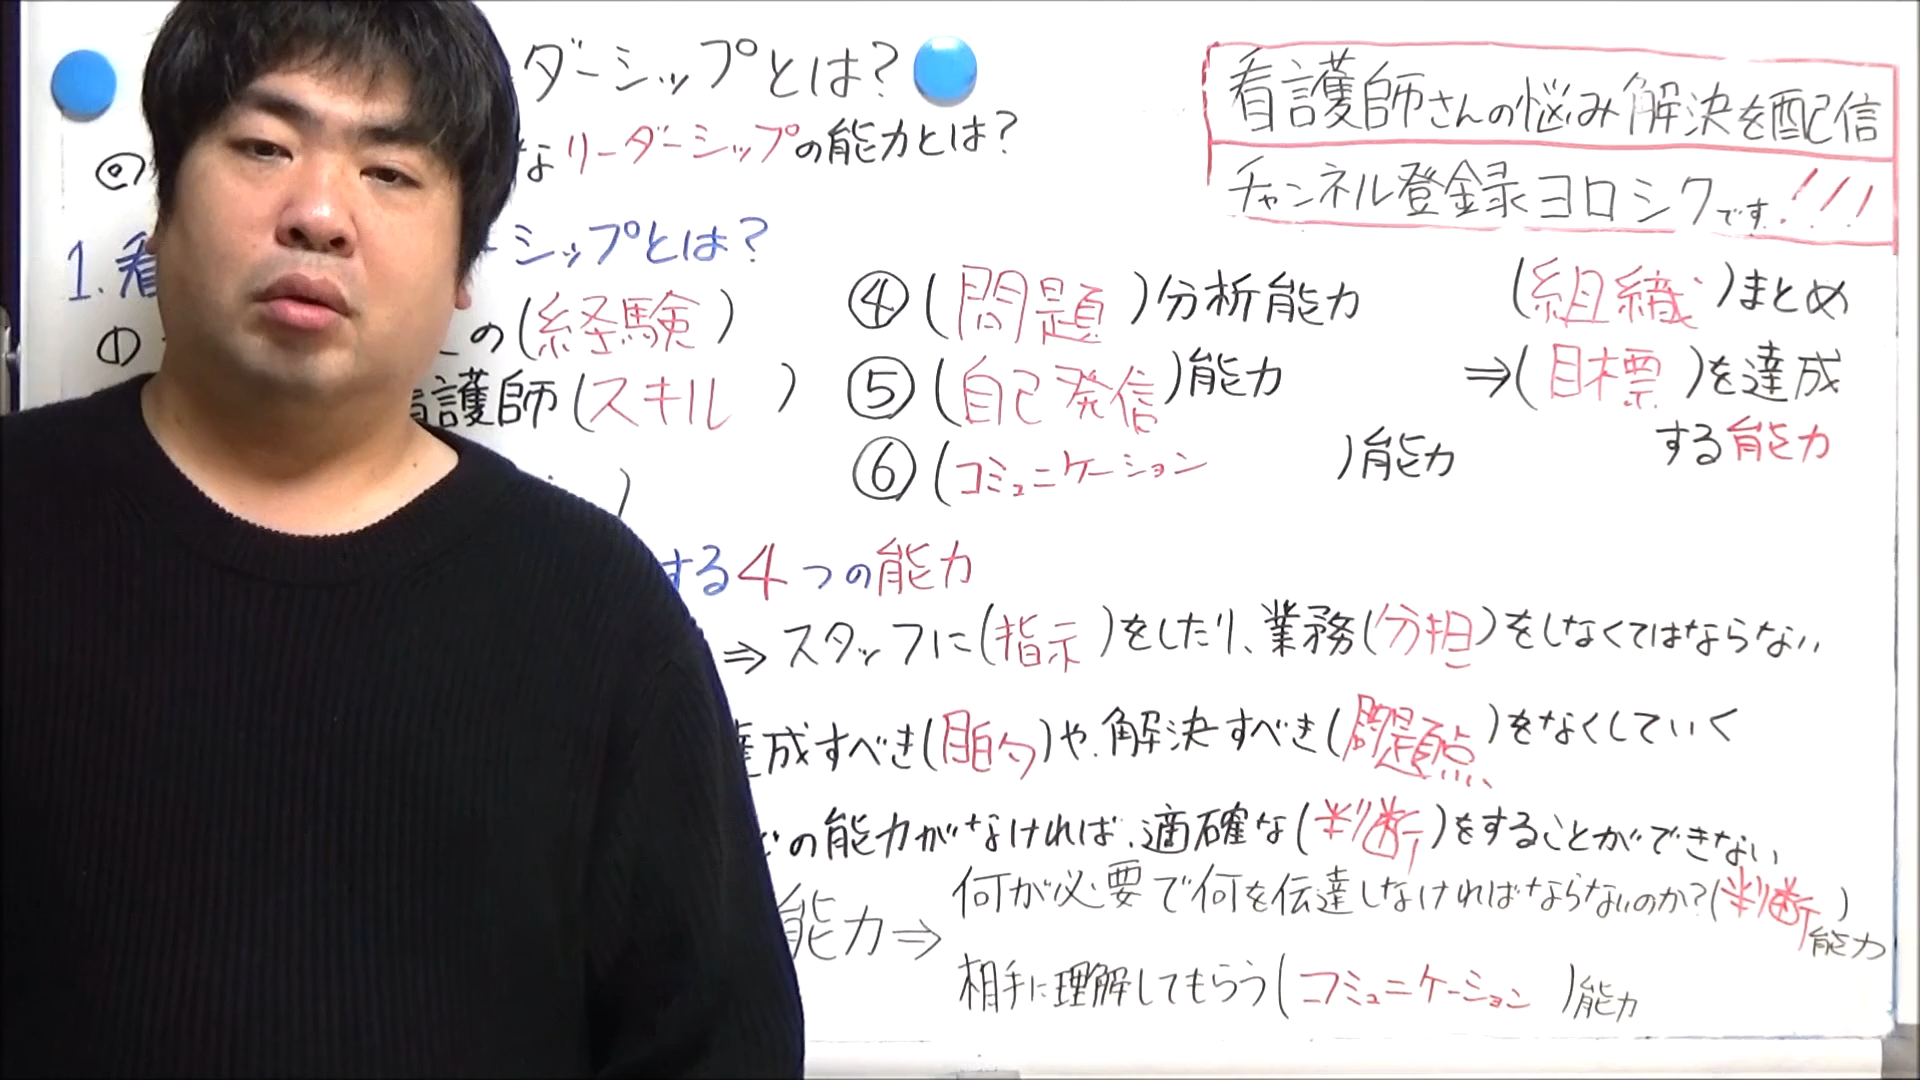 ダーシップとは?
看護師さんの悩み解決を配信
チャンネル登録ヨロシクです!!!
◎
なリーダーシップの能力とは?
1.看 ーシップとは?
① の(経験)
看護師(スキル )
)
④(問題)分析能力
⑤(自己発信)能力
⑥(コミュニケーション )能力
(組織)まとめ
⇒(目標)を達成
する能力
する4つの能力
⇒スタッフに(指示)をしたり、業務(分担)をしなくてはならない
達成すべき(目的)や、解決すべき(問題点)をなくしていく
どの能力がなければ、適確な(判断)をすることができない
能力⇒
何が必要で何を伝達しなければならないのか?(判断)能力
相手に理解してもらう(コミュニケーション )能力